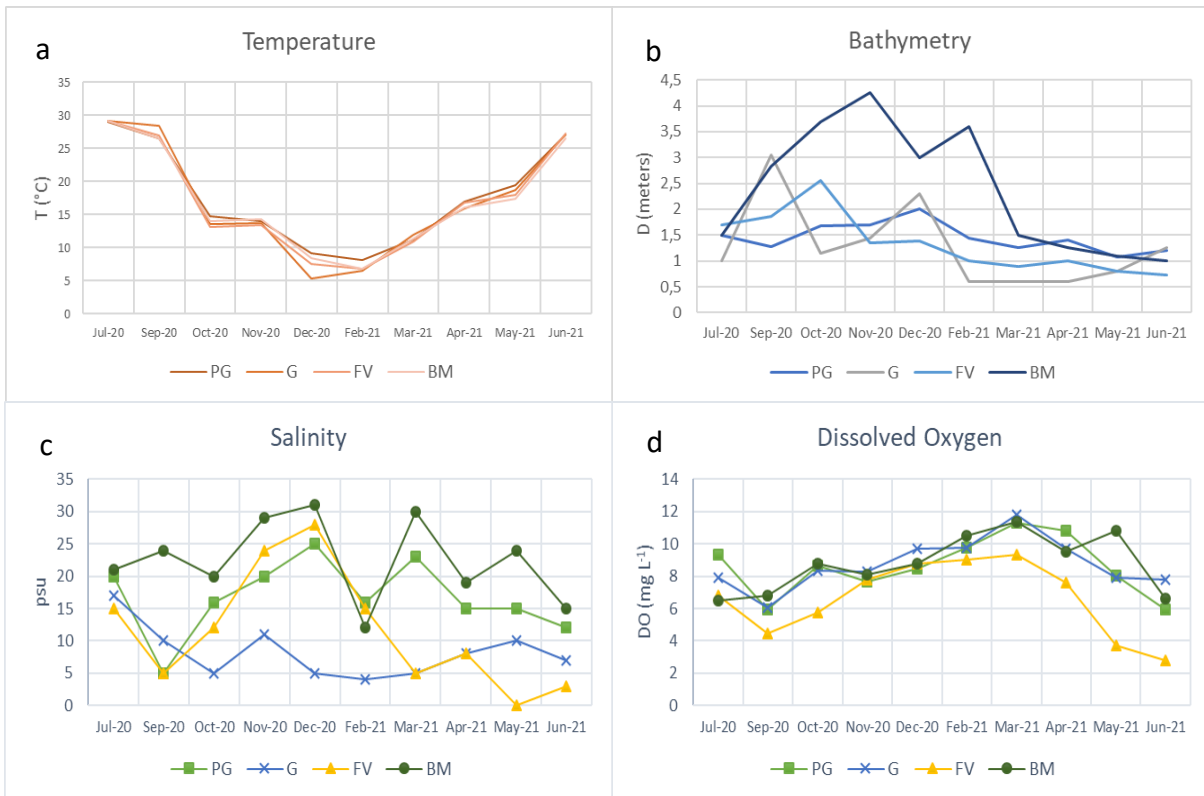 a
Temperature
T (°C)
35
30
25
20
15
10
5
0
Jul-20 Sep-20 Oct-20 Nov-20 Dec-20 Feb-21 Mar-21 Apr-21 May-21 Jun-21
PG G FV BM
b
Bathymetry
D (meters)
4,5
4
3,5
3
2,5
2
1,5
1
0,5
0
Jul-20 Sep-20 Oct-20 Nov-20 Dec-20 Feb-21 Mar-21 Apr-21 May-21 Jun-21
PG G FV BM
c
Salinity
psu
35
30
25
20
15
10
5
0
Jul-20 Sep-20 Oct-20 Nov-20 Dec-20 Feb-21 Mar-21 Apr-21 May-21 Jun-21
PG G FV BM
d
Dissolved Oxygen
DO (mg L⁻¹)
14
12
10
8
6
4
2
0
Jul-20 Sep-20 Oct-20 Nov-20 Dec-20 Feb-21 Mar-21 Apr-21 May-21 Jun-21
PG G FV BM